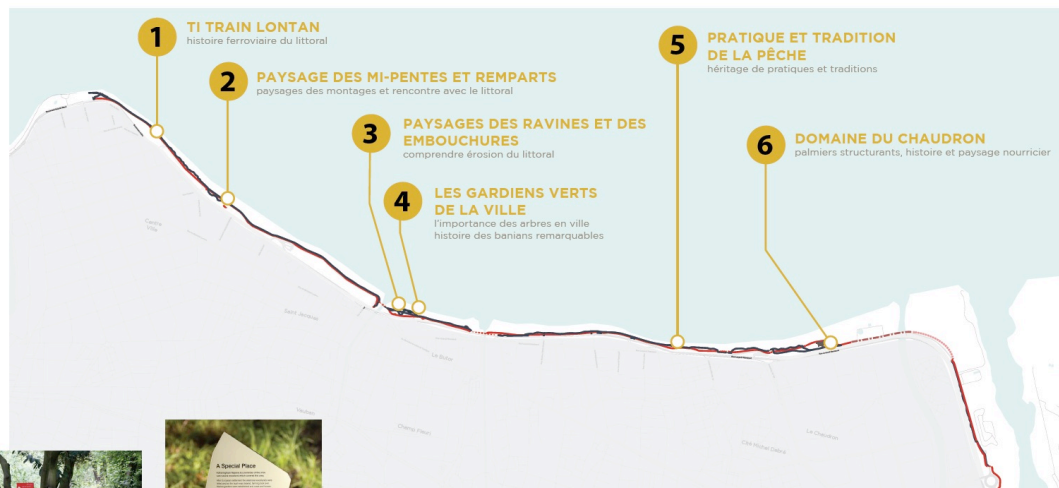 1
TI TRAIN LONTAN
histoire ferroviaire du littoral
2
PAYSAGE DES MI-PENTES ET REMPARTS
paysages des montages et rencontre avec le littoral
3
PAYSAGES DES RAVINES ET DES
EMBOUCHURES
comprendre érosion du littoral
4
LES GARDIENS VERTS
DE LA VILLE
l'importance des arbres en ville
histoire des banians remarquables
5
PRATIQUE ET TRADITION
DE LA PÊCHE
héritage de pratiques et traditions
6
DOMAINE DU CHAUDRON
palmiers structurants, histoire et paysage nourricier
Centre
Ville
Le Butor
Champ Fleuri
Le Chaudron
A Special Place